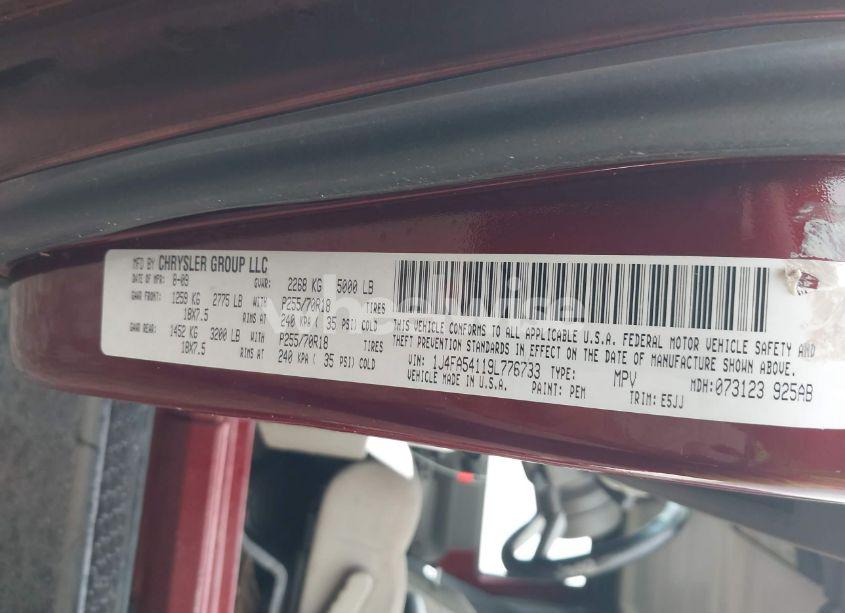 MFD BY CHRYSLER GROUP LLC
DATE OF MFR: 8-09 GVWR: 2268 KG 5000 LB
GAWR FRONT: 1259 KG 2775 LB WITH P255/70R18 TIRES
18X7.5 RIMS AT 240 KPA ( 35 PSI) COLD
GAWR REAR: 1452 KG 3200 LB WITH P255/70R18 TIRES
18X7.5 RIMS AT 240 KPA ( 35 PSI) COLD
THIS VEHICLE CONFORMS TO ALL APPLICABLE U.S.A. FEDERAL MOTOR VEHICLE SAFETY AND
THEFT PREVENTION STANDARDS IN EFFECT ON THE DATE OF MANUFACTURE SHOWN ABOVE.
VIN: 1J4FA54119L776733 TYPE: MPV MDH: 073123 925AB
VEHICLE MADE IN U.S.A. PAINT: PEM TRIM: E5JJ
wheelwise